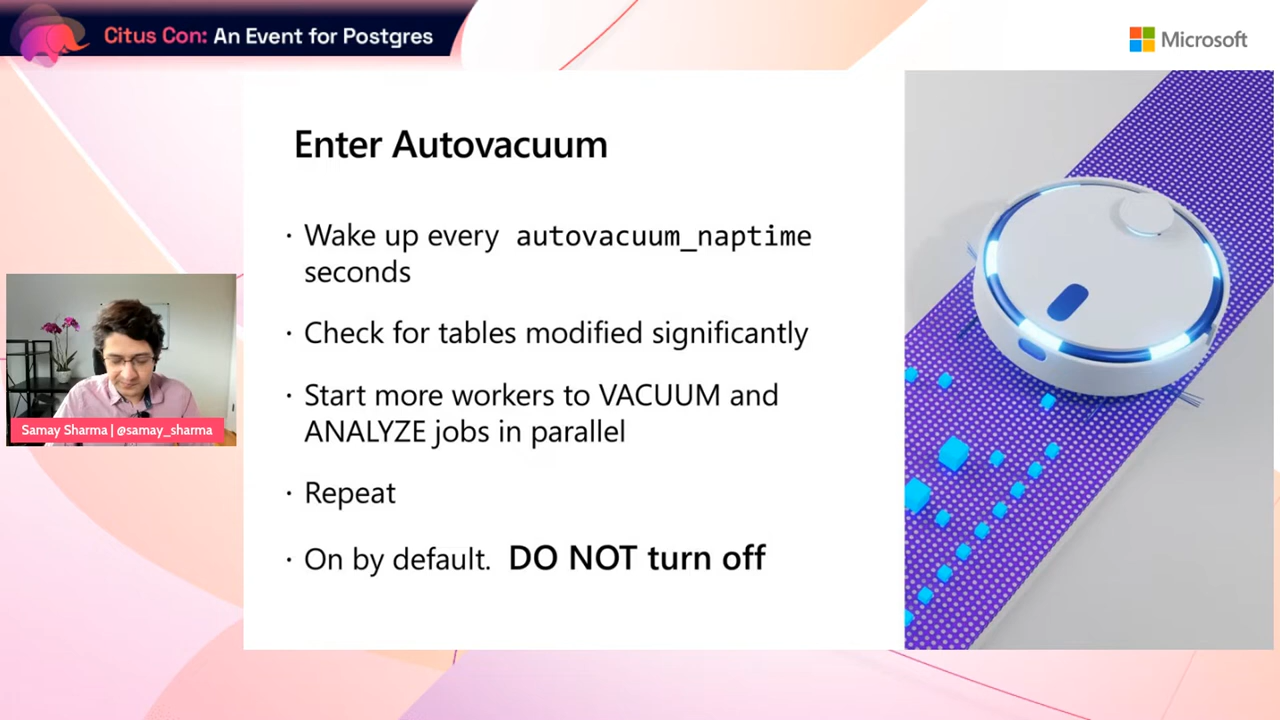 Citus Con: An Event for Postgres
Microsoft
Enter Autovacuum
· Wake up every autovacuum_naptime
seconds
· Check for tables modified significantly
· Start more workers to VACUUM and
ANALYZE jobs in parallel
· Repeat
· On by default. DO NOT turn off
Samay Sharma | @samay_sharma